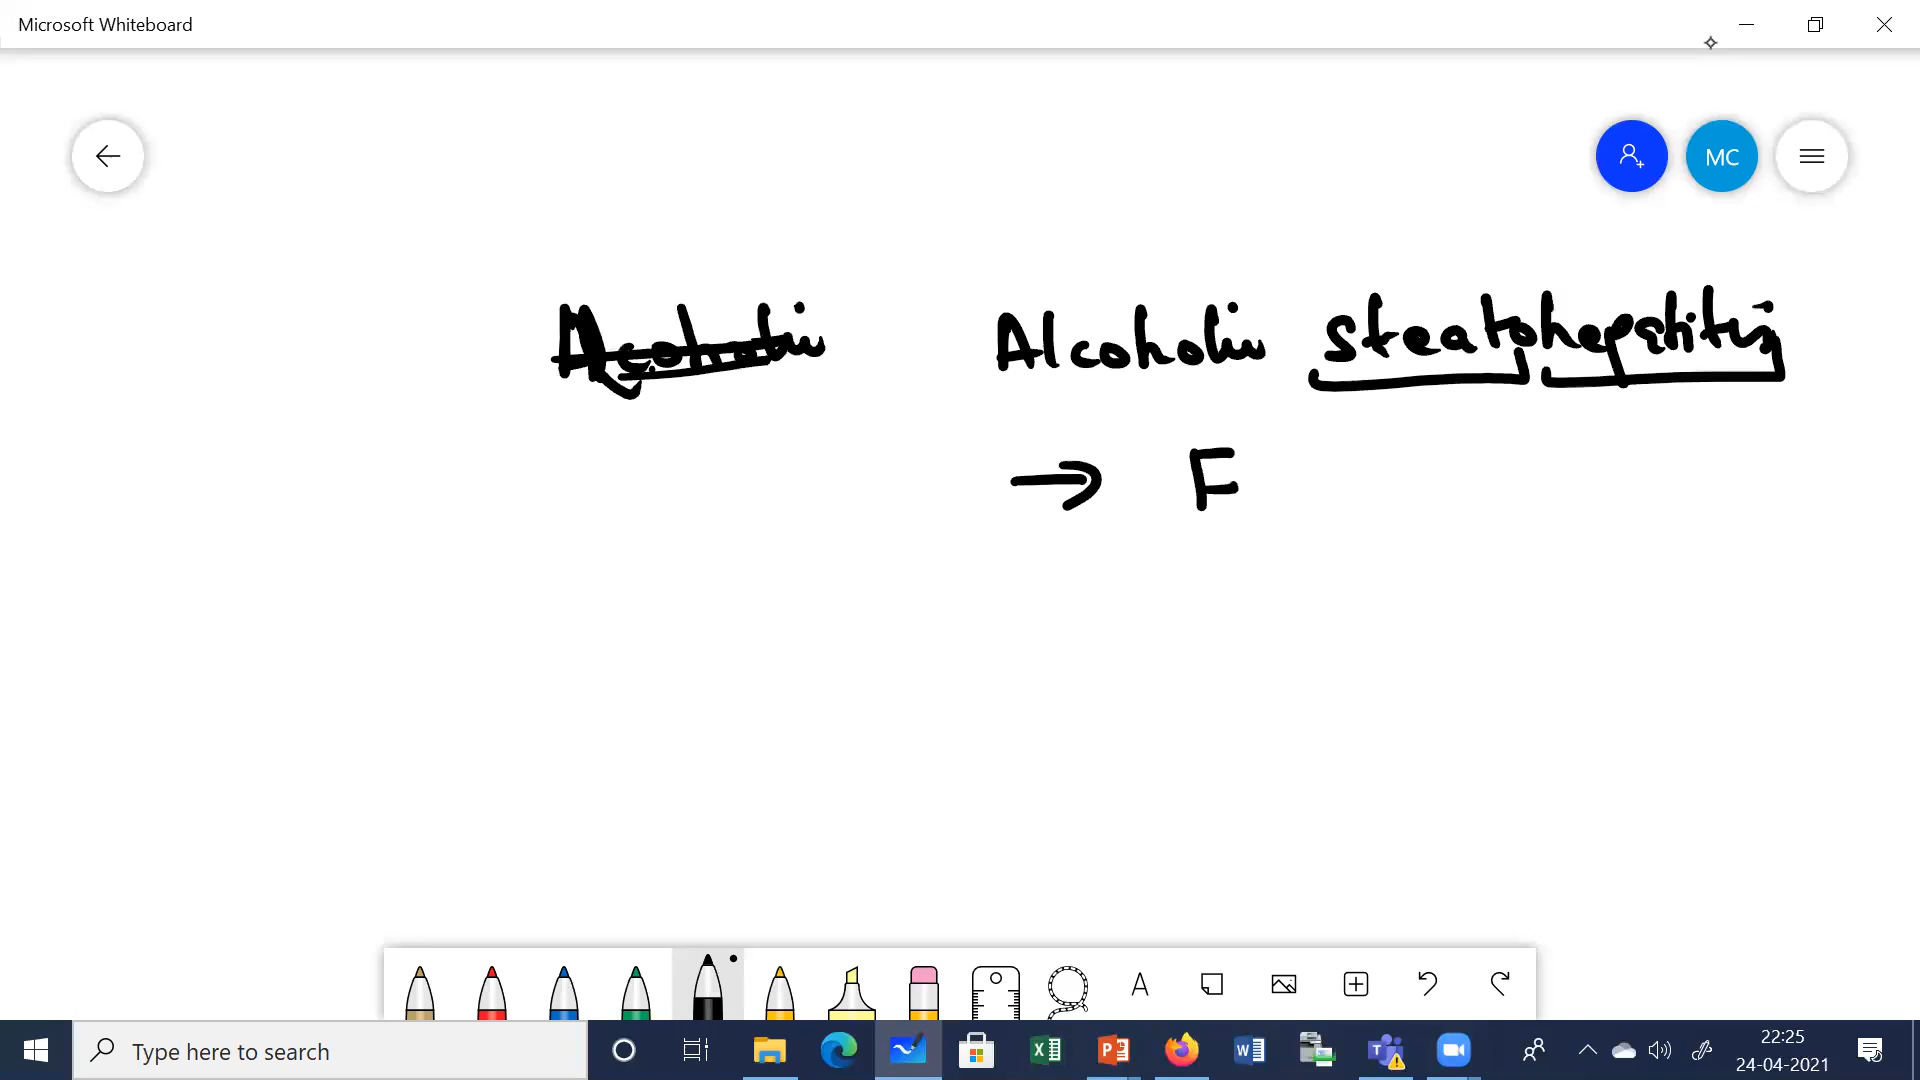 Microsoft Whiteboard
MC
Alcoholic steatohepatitis
→ F
A
Type here to search
22:25
24-04-2021